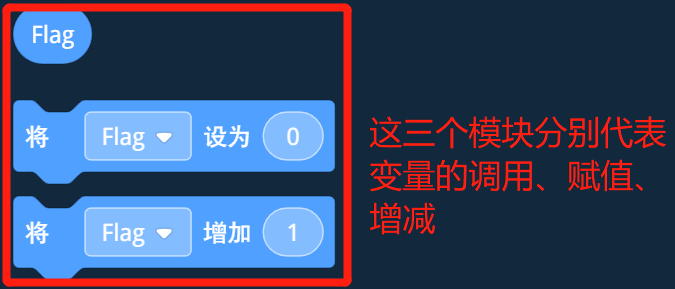 Flag
将 Flag 设为 0
将 Flag 增加 1
这三个模块分别代表
变量的调用、赋值、
增减